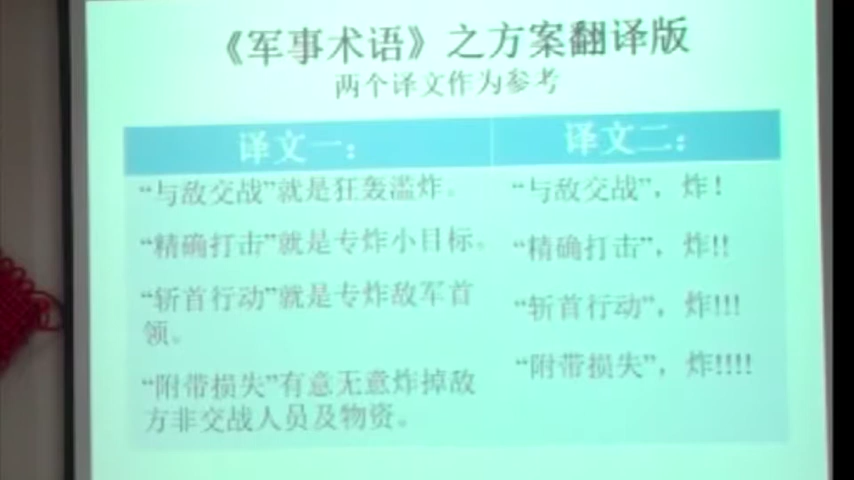 《军事术语》之方案翻译版
两个译文作为参考
译文一：
译文二：
“与敌交战”就是狂轰滥炸。
“精确打击”就是专炸小目标。
“斩首行动”就是专炸敌军首
领。
“附带损失”有意无意炸掉敌
方非交战人员及物资。
“与敌交战”，炸！
“精确打击”，炸!!
“斩首行动”，炸!!!
“附带损失”，炸!!!!